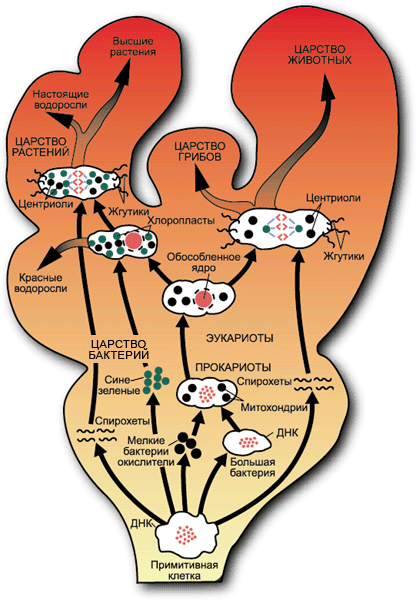 Высшие
растения
ЦАРСТВО
ЖИВОТНЫХ
Настоящие
водоросли
ЦАРСТВО
РАСТЕНИЙ
ЦАРСТВО
ГРИБОВ
Центриоли
Жгутики
Центриоли
Хлоропласты
Жгутики
Обособленное
ядро
Красные
водоросли
ЭУКАРИОТЫ
ЦАРСТВО
БАКТЕРИЙ
ПРОКАРИОТЫ
Сине-
зеленые
Спирохеты
Митохондрии
Спирохеты
Мелкие
бактерии
окислители
ДНК
Большая
бактерия
ДНК
Примитивная
клетка